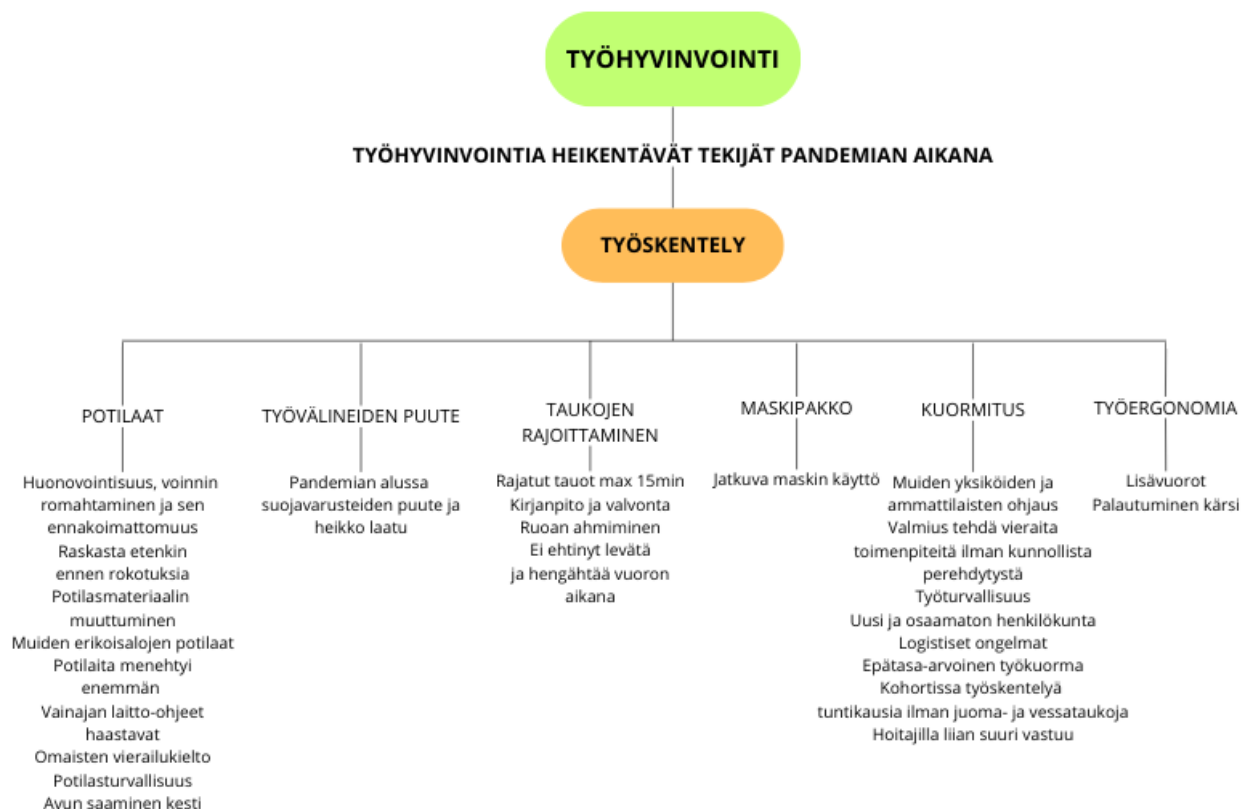 TYÖHYVINVOINTI
TYÖHYVINVOINTIA HEIKENTÄVÄT TEKIJÄT PANDEMIAN AIKANA
TYÖSKENTELY
POTILAAT
Huonovointisuus, voinnin
romahtaminen ja sen
ennakoimattomuus
Raskasta etenkin
ennen rokotuksia
Potilasmateriaalin
muuttuminen
Muiden erikoisalojen potilaat
Potilaita menehtyi
enemmän
Vainajan laitto-ohjeet
haastavat
Omaisten vierailukielto
Potilasturvallisuus
Avun saaminen kesti
TYÖVÄLINEIDEN PUUTE
Pandemian alussa
suojavarusteiden puute ja
heikko laatu
TAUKOJEN
RAJOITTAMINEN
Rajatut tauot max 15min
Kirjanpito ja valvonta
Ruoan ahmiminen
Ei ehtinyt levätä
ja hengähtää vuoron
aikana
MASKIPAKKO
Jatkuva maskin käyttö
KUORMITUS
Muiden yksiköiden ja
ammattilaisten ohjaus
Valmius tehdä vieraita
toimenpiteitä ilman kunnollista
perehdytystä
Työturvallisuus
Uusi ja osaamaton henkilökunta
Logistiset ongelmat
Epätasa-arvoinen työkuorma
Kohortissa työskentelyä
tuntikausia ilman juoma- ja vessataukoja
Hoitajilla liian suuri vastuu
TYÖERGONOMIA
Lisävuorot
Palautuminen kärsi